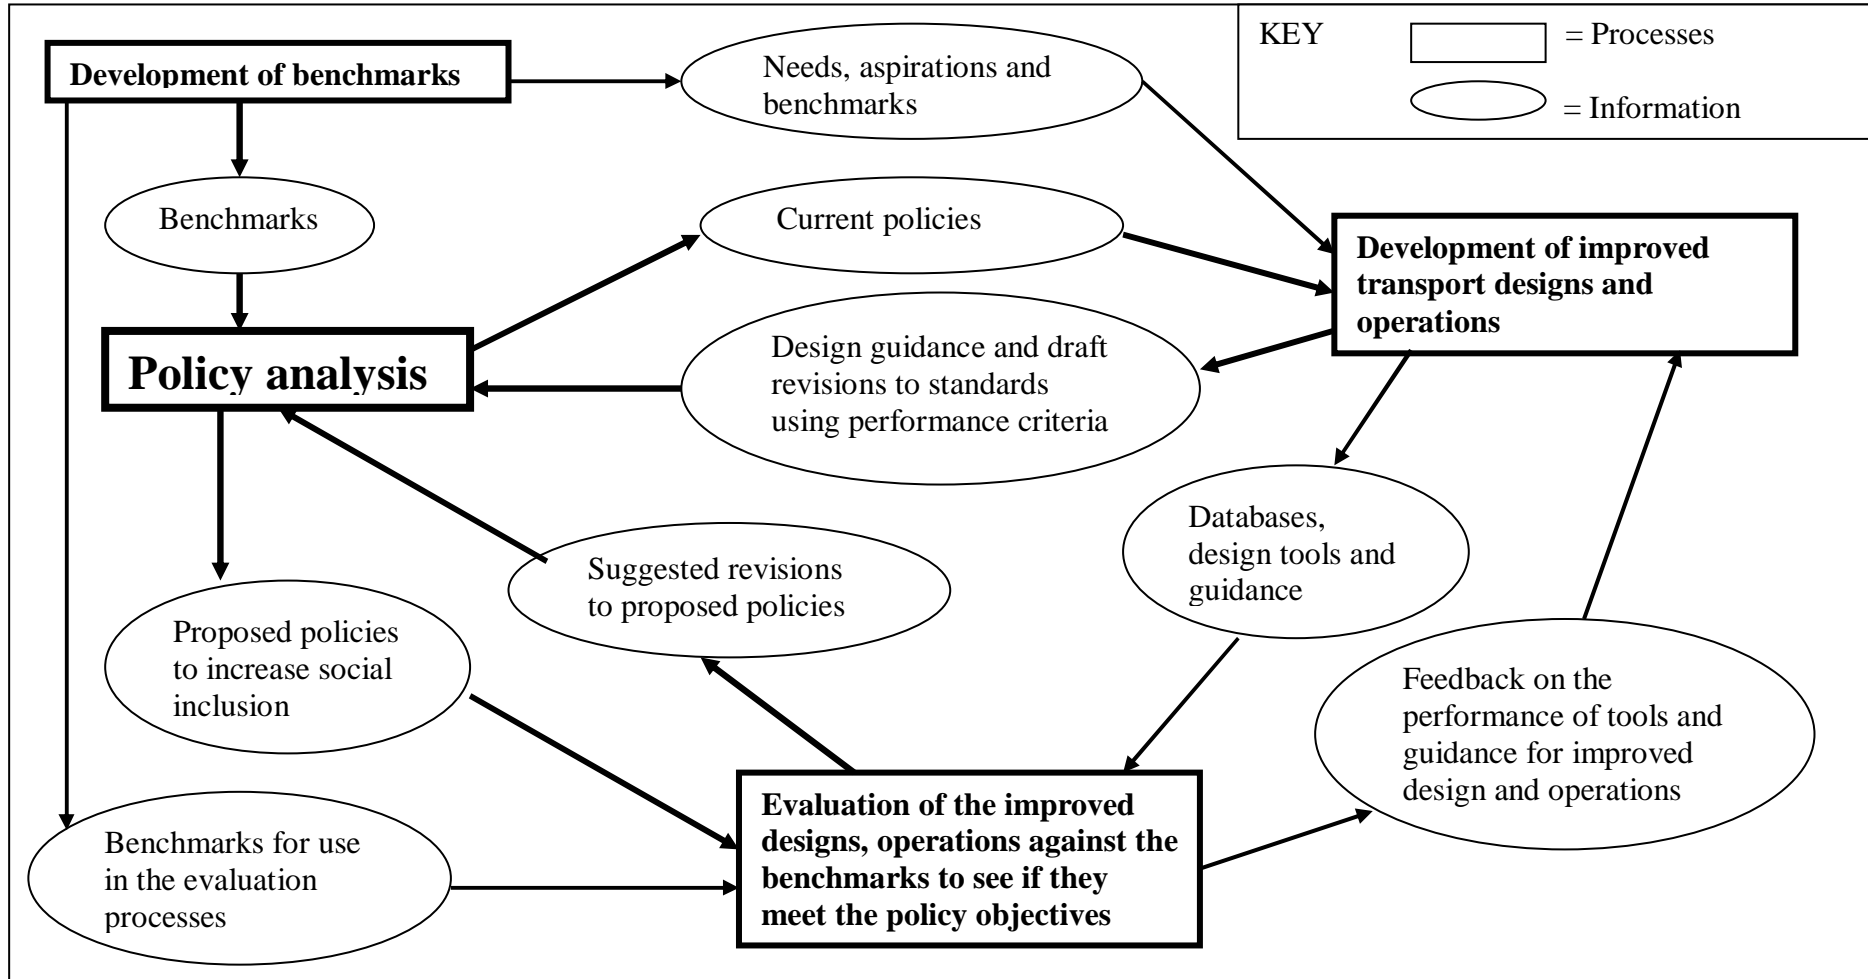 KEY
= Processes
= Information
Development of benchmarks
Needs, aspirations and
benchmarks
Benchmarks
Current policies
Development of improved
transport designs and
operations
Policy analysis
Design guidance and draft
revisions to standards
using performance criteria
Databases,
design tools and
guidance
Suggested revisions
to proposed policies
Proposed policies
to increase social
inclusion
Feedback on the
performance of tools and
guidance for improved
design and operations
Evaluation of the improved
designs, operations against the
benchmarks to see if they
meet the policy objectives
Benchmarks for use
in the evaluation
processes